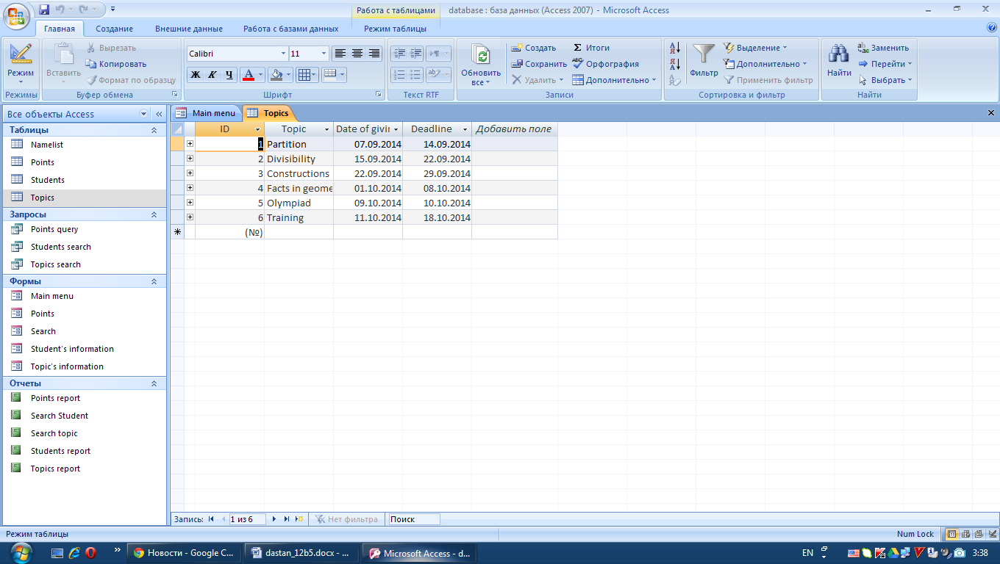 Работа с таблицами
database : база данных (Access 2007) - Microsoft Access
Главная Создание Внешние данные Работа с базами данных Режим таблицы
Режим
Режимы
Вставить
Вырезать
Копировать
Формат по образцу
Буфер обмена
Calibri 11
Ж К Ч А
Шрифт
Текст RTF
Обновить
все
Создать
Сохранить
Удалить
Σ Итоги
Орфография
Дополнительно
Записи
Фильтр
Выделение
Дополнительно
Применить фильтр
Сортировка и фильтр
Найти
Заменить
Перейти
Выбрать
Найти
Все объекты Access
Таблицы
Namelist
Points
Students
Topics
Запросы
Points query
Students search
Topics search
Формы
Main menu
Points
Search
Student's information
Topic's information
Отчеты
Points report
Search Student
Search topic
Students report
Topics report
Main menu Topics
ID Topic Date of givin Deadline Добавить поле
1 Partition 07.09.2014 14.09.2014
2 Divisibility 15.09.2014 22.09.2014
3 Constructions 22.09.2014 29.09.2014
4 Facts in geome 01.10.2014 08.10.2014
5 Olympiad 09.10.2014 10.10.2014
6 Training 11.10.2014 18.10.2014
(№)
Запись: 1 из 6 Нет фильтра Поиск
Режим таблицы Num Lock
Новости - Google C... dastan_12b5.docx - ... Microsoft Access - d... EN 3:38